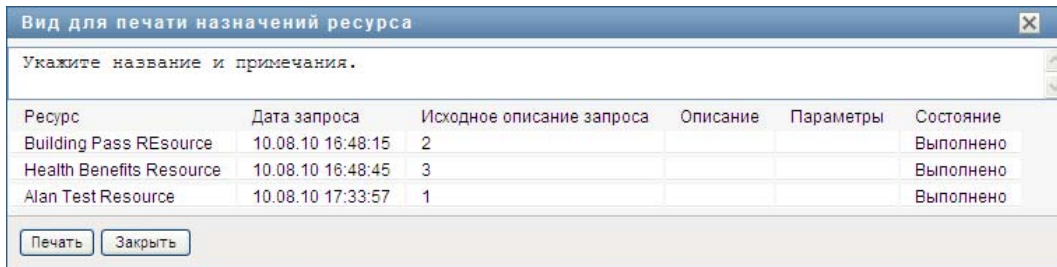 Вид для печати назначений ресурса
Укажите название и примечания.
Ресурс Дата запроса Исходное описание запроса Описание Параметры Состояние
Building Pass REsource 10.08.10 16:48:15 2 Выполнено
Health Benefits Resource 10.08.10 16:48:45 3 Выполнено
Alan Test Resource 10.08.10 17:33:57 1 Выполнено
Печать Закрыть